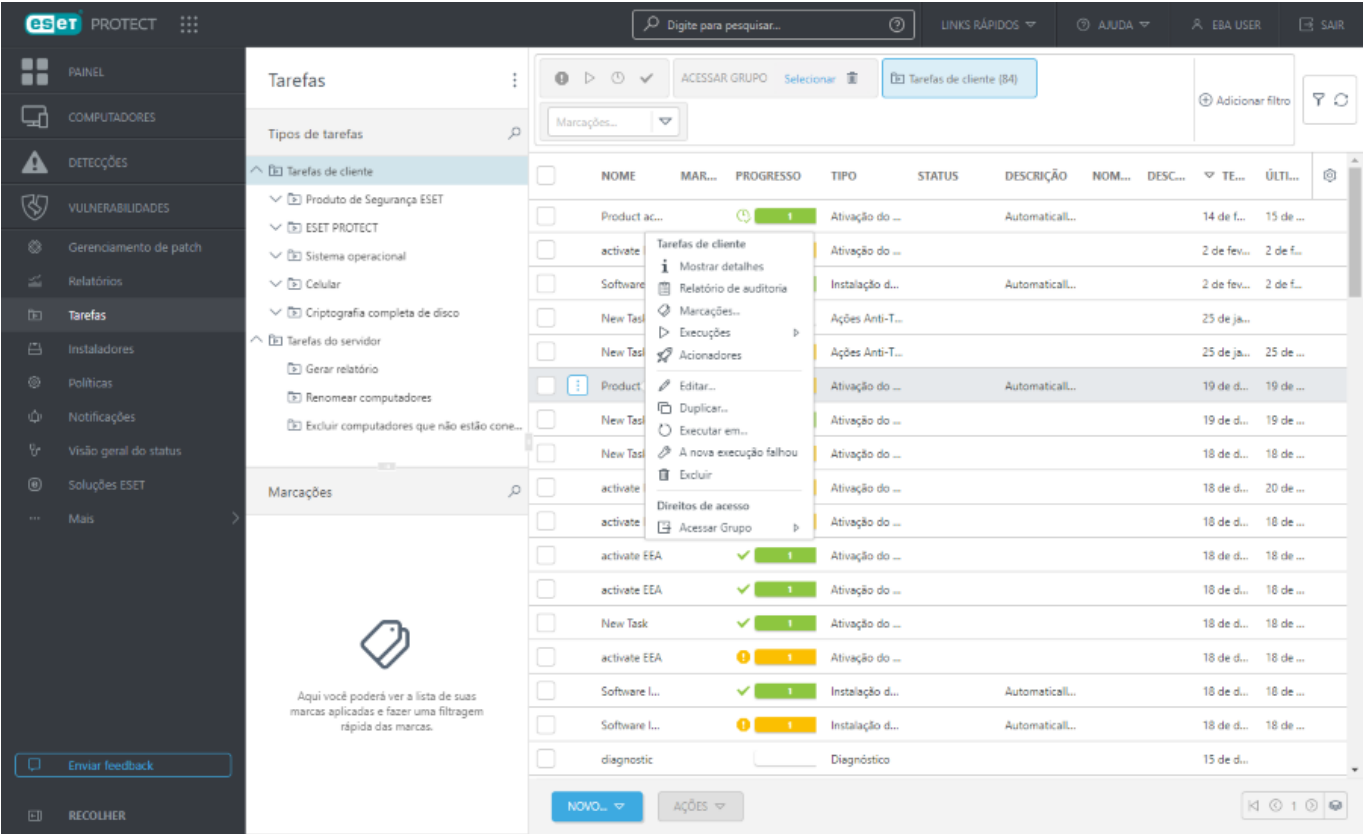 eset PROTECT
Digite para pesquisar...
LINKS RÁPIDOS
AJUDA
EBA USER
SAIR
PAINEL
COMPUTADORES
DETECÇÕES
VULNERABILIDADES
Gerenciamento de patch
Relatórios
Tarefas
Instaladores
Políticas
Notificações
Visão geral do status
Soluções ESET
Mais
Enviar feedback
RECOLHER
Tarefas
Tipos de tarefas
Tarefas de cliente
Produto de Segurança ESET
ESET PROTECT
Sistema operacional
Celular
Criptografia completa de disco
Tarefas do servidor
Gerar relatório
Renomear computadores
Excluir computadores que não estão cone...
Marcações
Aqui você poderá ver a lista de suas
marcas aplicadas e fazer uma filtragem
rápida das marcas.
ACESSAR GRUPO Selecionar
Tarefas de cliente (84)
Adicionar filtro
Marcações...
NOME MAR... PROGRESSO TIPO STATUS DESCRIÇÃO NOM... DESC... TE... ÚLTI...
Product ac... 1 Ativação do ... Automaticall... 14 de f... 15 de ...
activate Ativação do ... 2 de fev... 2 de f...
Software Instalação d... Automaticall... 2 de fev... 2 de f...
New Ações Anti-T... 25 de ja...
New Ações Anti-T... 25 de ja... 25 de ...
Product Ativação do ... Automaticall... 19 de d... 19 de ...
New Ativação do ... 19 de d... 19 de ...
New Ativação do ... 18 de d... 18 de ...
activate Ativação do ... 18 de d... 20 de ...
activate Ativação do ... 18 de d... 18 de ...
activate EEA 1 Ativação do ... 18 de d... 18 de ...
activate EEA 1 Ativação do ... 18 de d... 18 de ...
New Task 1 Ativação do ... 18 de d... 18 de ...
activate EEA 1 Ativação do ... 18 de d... 18 de ...
Software I... 1 Instalação d... Automaticall... 18 de d... 18 de ...
Software I... 1 Instalação d... Automaticall... 18 de d... 18 de ...
diagnostic Diagnóstico 15 de d...
Tarefas de cliente
Mostrar detalhes
Relatório de auditoria
Marcações...
Execuções
Acionadores
Editar...
Duplicar...
Executar em...
A nova execução falhou
Excluir
Direitos de acesso
Acessar Grupo
NOVO...
AÇÕES
1